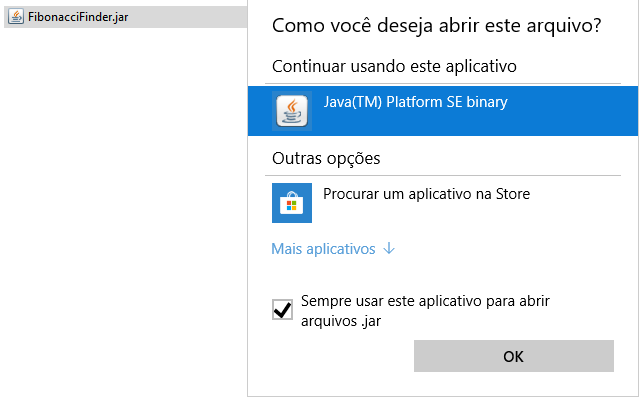 FibonacciFinder.jar
Como você deseja abrir este arquivo?
Continuar usando este aplicativo
Java(TM) Platform SE binary
Outras opções
Procurar um aplicativo na Store
Mais aplicativos ↓
Sempre usar este aplicativo para abrir
arquivos .jar
OK